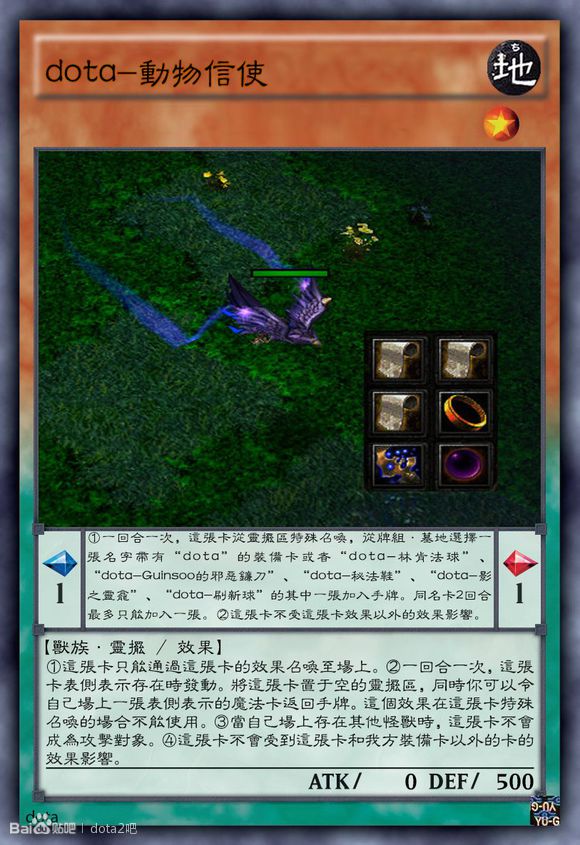 dota-動物信使
ち
地
①一回合一次，這張卡從靈擺區特殊召喚，從牌組·墓地選擇一
張名字帶有“dota”的裝備卡或者“dota-林肯法球”、
“dota-Guinsoo的邪惡鐮刀”、“dota-秘法鞋”、“dota-影
之靈龕”、“dota-刷新球”的其中一張加入手牌。同名卡2回合
最多只能加入一張。②這張卡不受這張卡效果以外的效果影響。
1
1
【獸族·靈擺 / 效果】
①這張卡只能通過這張卡的效果召喚至場上。②一回合一次，這張
卡表側表示存在時發動。將這張卡置于空的靈擺區，同時你可以令
自己場上一張表側表示的魔法卡返回手牌。這個效果在這張卡特殊
召喚的場合不能使用。③當自己場上存在其他怪獸時，這張卡不會
成為攻擊對象。④這張卡不會受到這張卡和我方裝備卡以外的卡的
效果影響。
ATK/ 0 DEF/ 500
dota
Bai貼吧 | dota2吧
YU-G
YU-G